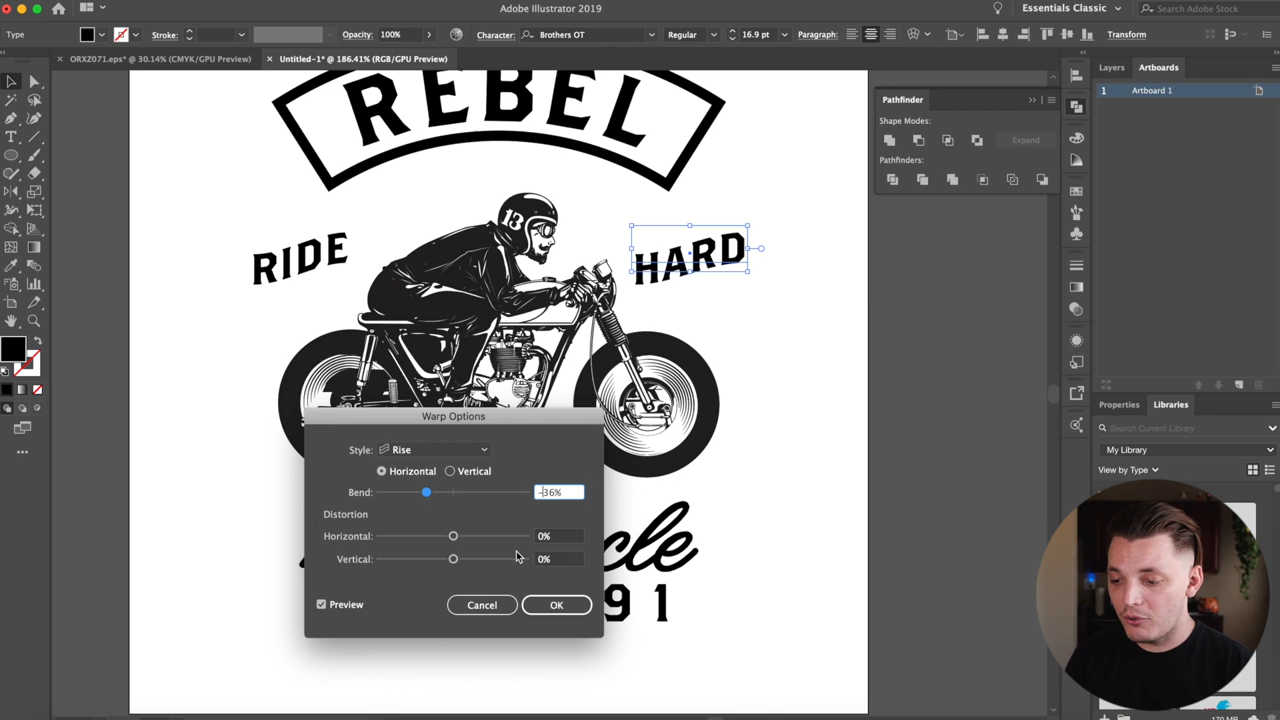 Adobe Illustrator 2019
Essentials Classic
Search Adobe Stock
Type
Stroke:
Opacity: 100%
Character: Brothers OT
Regular
16.9 pt
Paragraph:
Transform
× ORXZ071.eps* @ 30.14% (CMYK/GPU Preview)
× Untitled-1* @ 186.41% (RGB/GPU Preview)
Layers
Artboards
1 Artboard 1
Pathfinder
Shape Modes:
Expand
Pathfinders:
REBEL
13
RIDE
HARD
Warp Options
Style: Rise
Horizontal
Vertical
Bend: -36%
Distortion
Horizontal: 0%
Vertical: 0%
Preview
Cancel
OK
cle
9 1
Properties
Libraries
Search Current Library
My Library
View by Type